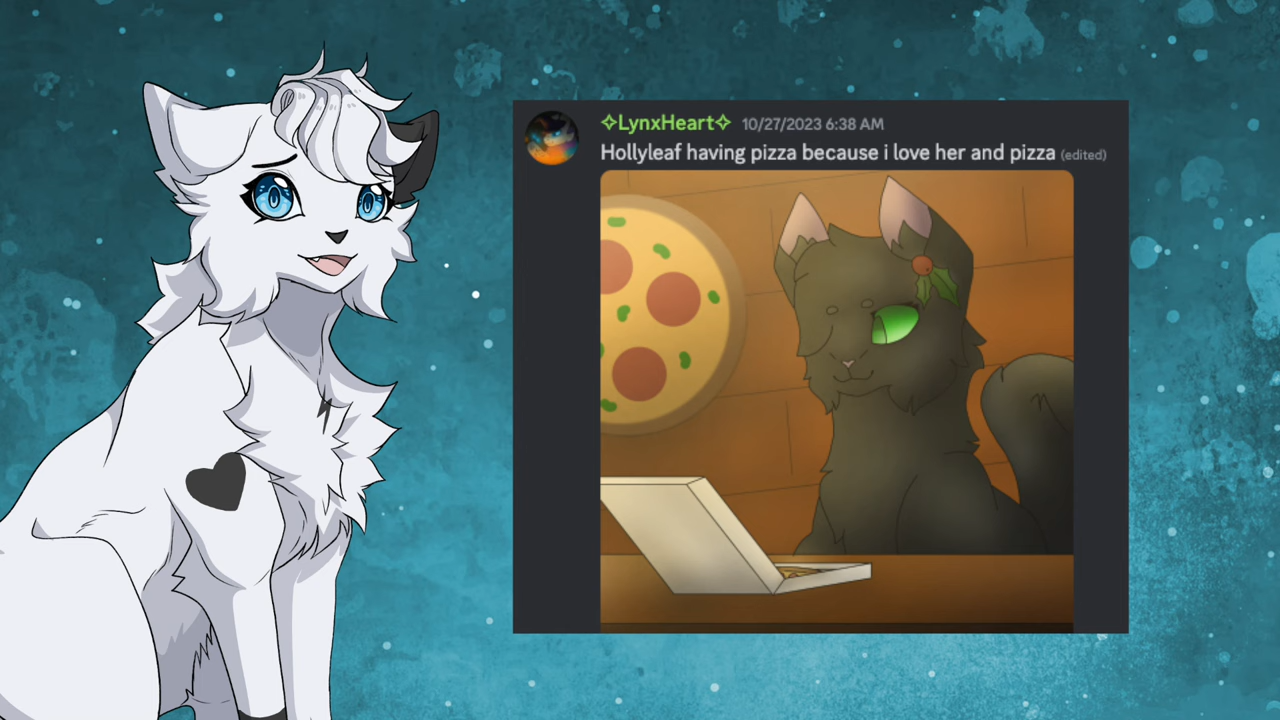 ✧LynxHeart✧ 10/27/2023 6:38 AM
Hollyleaf having pizza because i love her and pizza (edited)